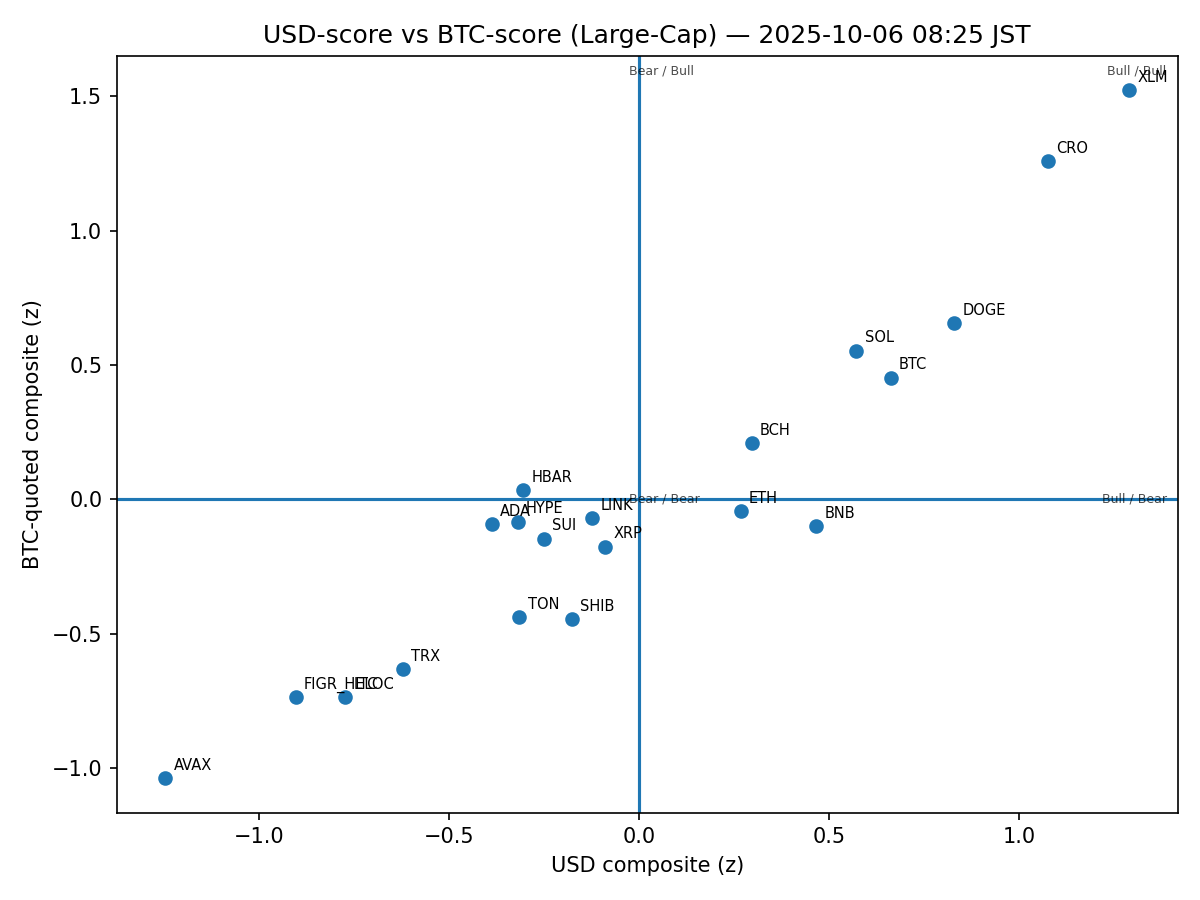 USD-score vs BTC-score (Large-Cap) — 2025-10-06 08:25 JST
Bear / Bull
Bull / Bull
XLM
1.5
CRO
1.0
DOGE
0.5
SOL
BTC
BCH
HBAR
0.0
Bear / Bear
ETH
Bull / Bear
ADA
HYPE
LINK
BNB
SUI
XRP
−0.5
TON
SHIB
TRX
FIGR_HELOC
−1.0
AVAX
−1.0
−0.5
0.0
0.5
1.0
USD composite (z)
BTC-quoted composite (z)